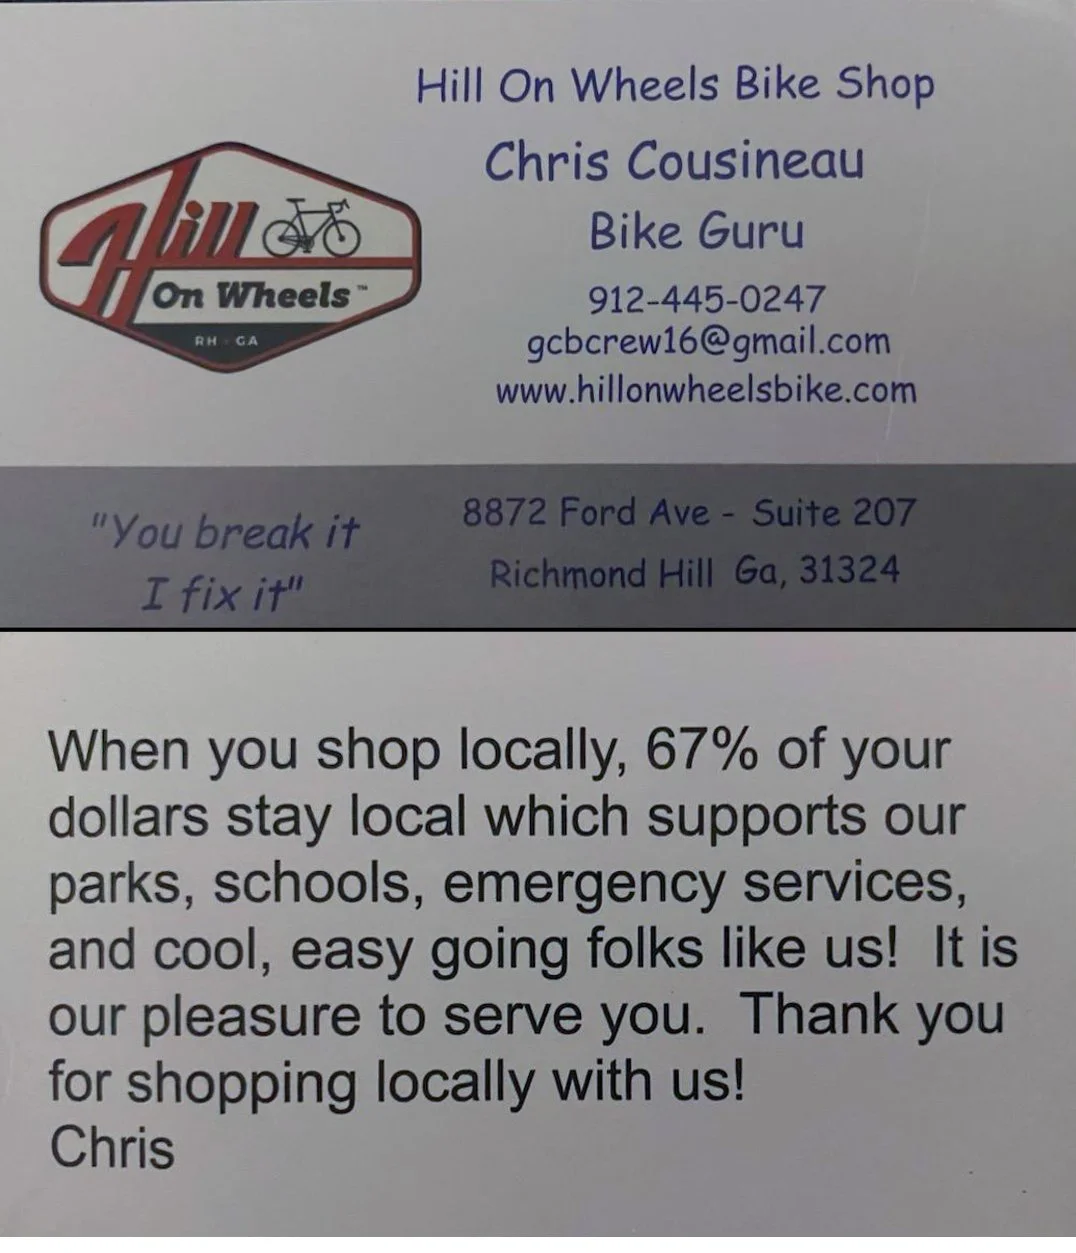 Hill On Wheels Bike Shop
Chris Cousineau
Bike Guru
912-445-0247
gcbcrew16@gmail.com
www.hillonwheelsbike.com
Hill
On Wheels™
RH GA
"You break it
I fix it"
8872 Ford Ave - Suite 207
Richmond Hill Ga, 31324
When you shop locally, 67% of your
dollars stay local which supports our
parks, schools, emergency services,
and cool, easy going folks like us! It is
our pleasure to serve you. Thank you
for shopping locally with us!
Chris